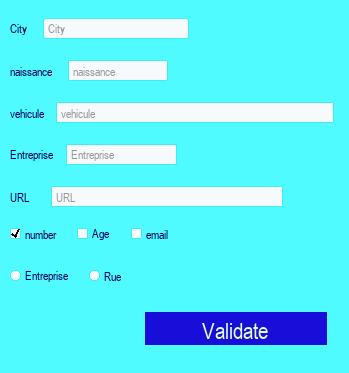 City City
naissance naissance
vehicule vehicule
Entreprise Entreprise
URL URL
number Age email
Entreprise Rue
Validate